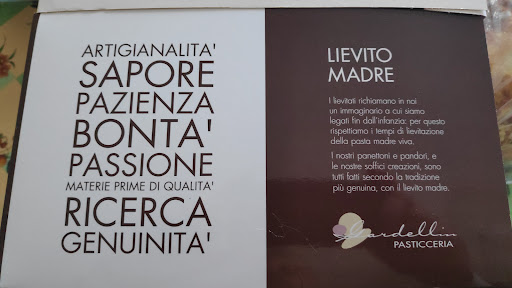 ARTIGIANALITA'
SAPORE
PAZIENZA
BONTA'
PASSIONE
MATERIE PRIME DI QUALITA'
RICERCA
GENUINITA'
LIEVITO
MADRE
I lievitati richiamano in noi
un immaginario a cui siamo
legati fin dall'infanzia: per questo
rispettiamo i tempi di lievitazione
della pasta madre viva.
I nostri panettoni e pandori, e
le nostre soffici creazioni, sono
tutti fatti secondo la tradizione
più genuina, con il lievito madre.
PASTICCERIA